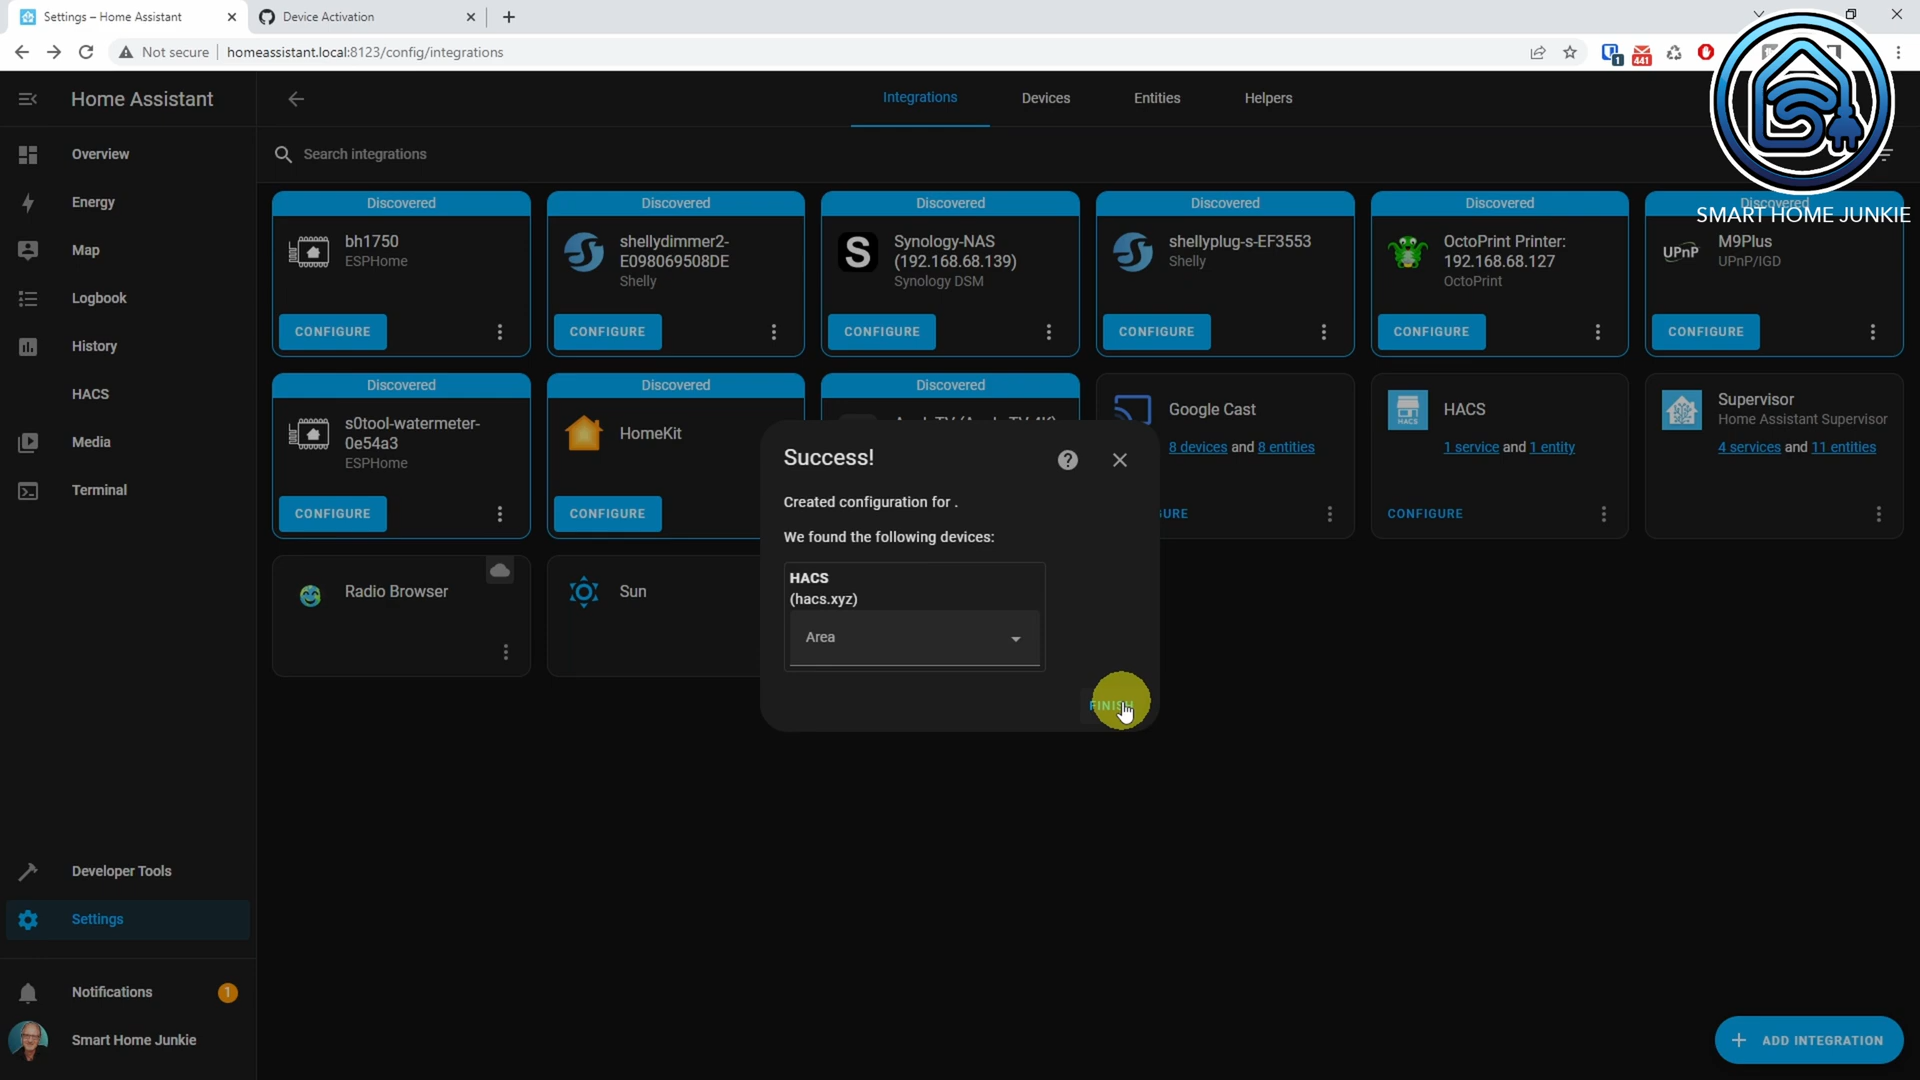 Settings – Home Assistant
Device Activation
Not secure
homeassistant.local:8123/config/integrations
1
441
Home Assistant
Integrations
Devices
Entities
Helpers
Overview
Energy
Map
Logbook
History
HACS
Media
Terminal
Developer Tools
Settings
Notifications
1
Smart Home Junkie
Search integrations
SMART HOME JUNKIE
Discovered
bh1750
ESPHome
CONFIGURE
Discovered
shellydimmer2-
E098069508DE
Shelly
CONFIGURE
Discovered
S
Synology-NAS
(192.168.68.139)
Synology DSM
CONFIGURE
Discovered
shellyplug-s-EF3553
Shelly
CONFIGURE
Discovered
OctoPrint Printer:
192.168.68.127
OctoPrint
CONFIGURE
Discovered
UPnP
M9Plus
UPnP/IGD
CONFIGURE
Discovered
s0tool-watermeter-
0e54a3
ESPHome
CONFIGURE
Discovered
HomeKit
CONFIGURE
Discovered
Google Cast
8 devices and 8 entities
URE
HACS
HACS
1 service and 1 entity
CONFIGURE
Supervisor
Home Assistant Supervisor
4 services and 11 entities
Radio Browser
Sun
Success!
Created configuration for .
We found the following devices:
HACS
(hacs.xyz)
Area
FINISH
ADD INTEGRATION